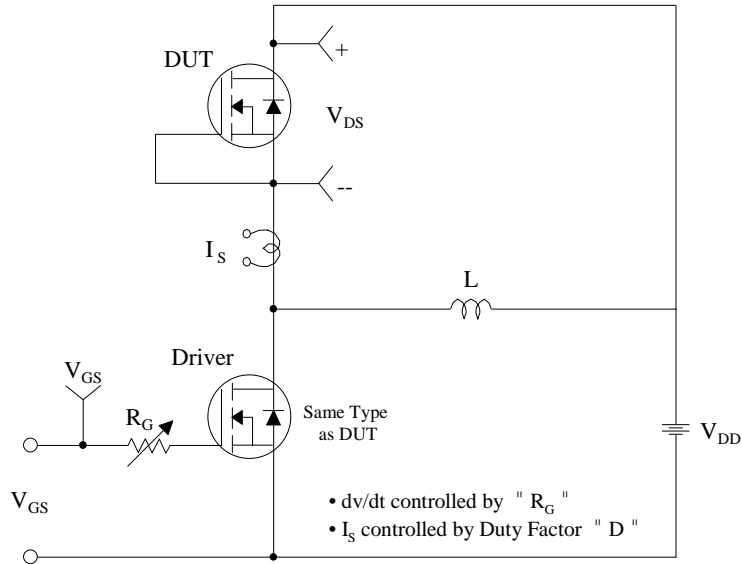 DUT
+
V_DS
--
I_S
L
Driver
V_GS
R_G
Same Type
as DUT
V_DD
V_GS
• dv/dt controlled by " R_G "
• I_S controlled by Duty Factor " D "